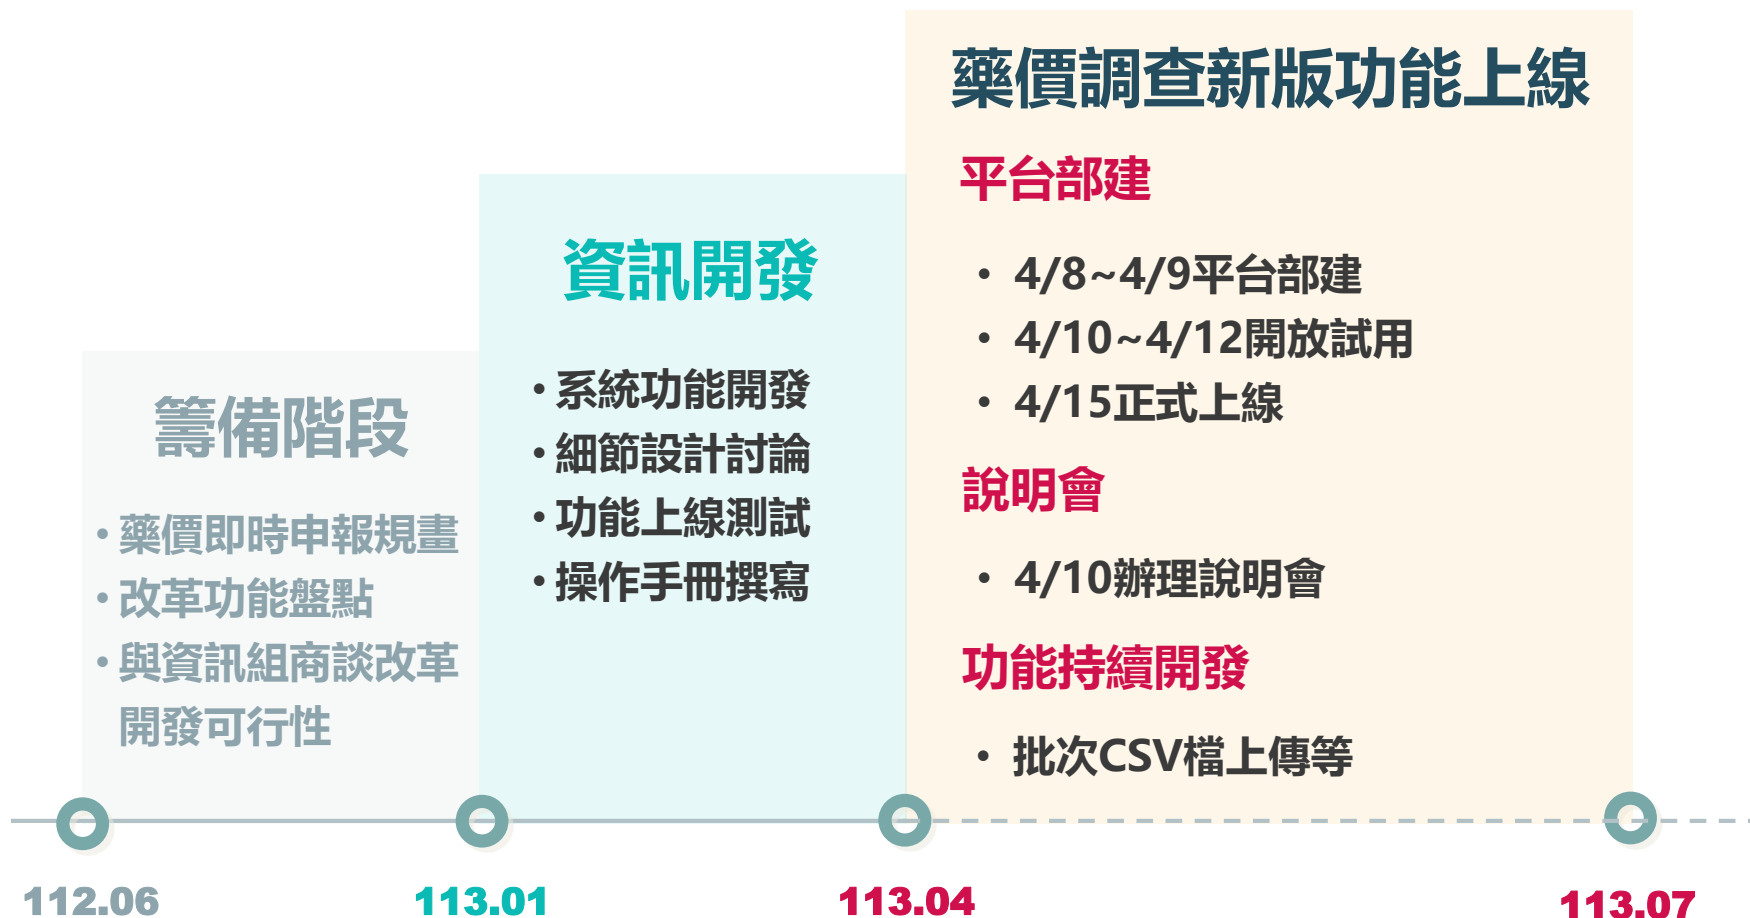 籌備階段
• 藥價即時申報規畫
• 改革功能盤點
• 與資訊組商談改革
開發可行性
資訊開發
• 系統功能開發
• 細節設計討論
• 功能上線測試
• 操作手冊撰寫
藥價調查新版功能上線
平台部建
• 4/8~4/9平台部建
• 4/10~4/12開放試用
• 4/15正式上線
說明會
• 4/10辦理說明會
功能持續開發
• 批次CSV檔上傳等
112.06
113.01
113.04
113.07